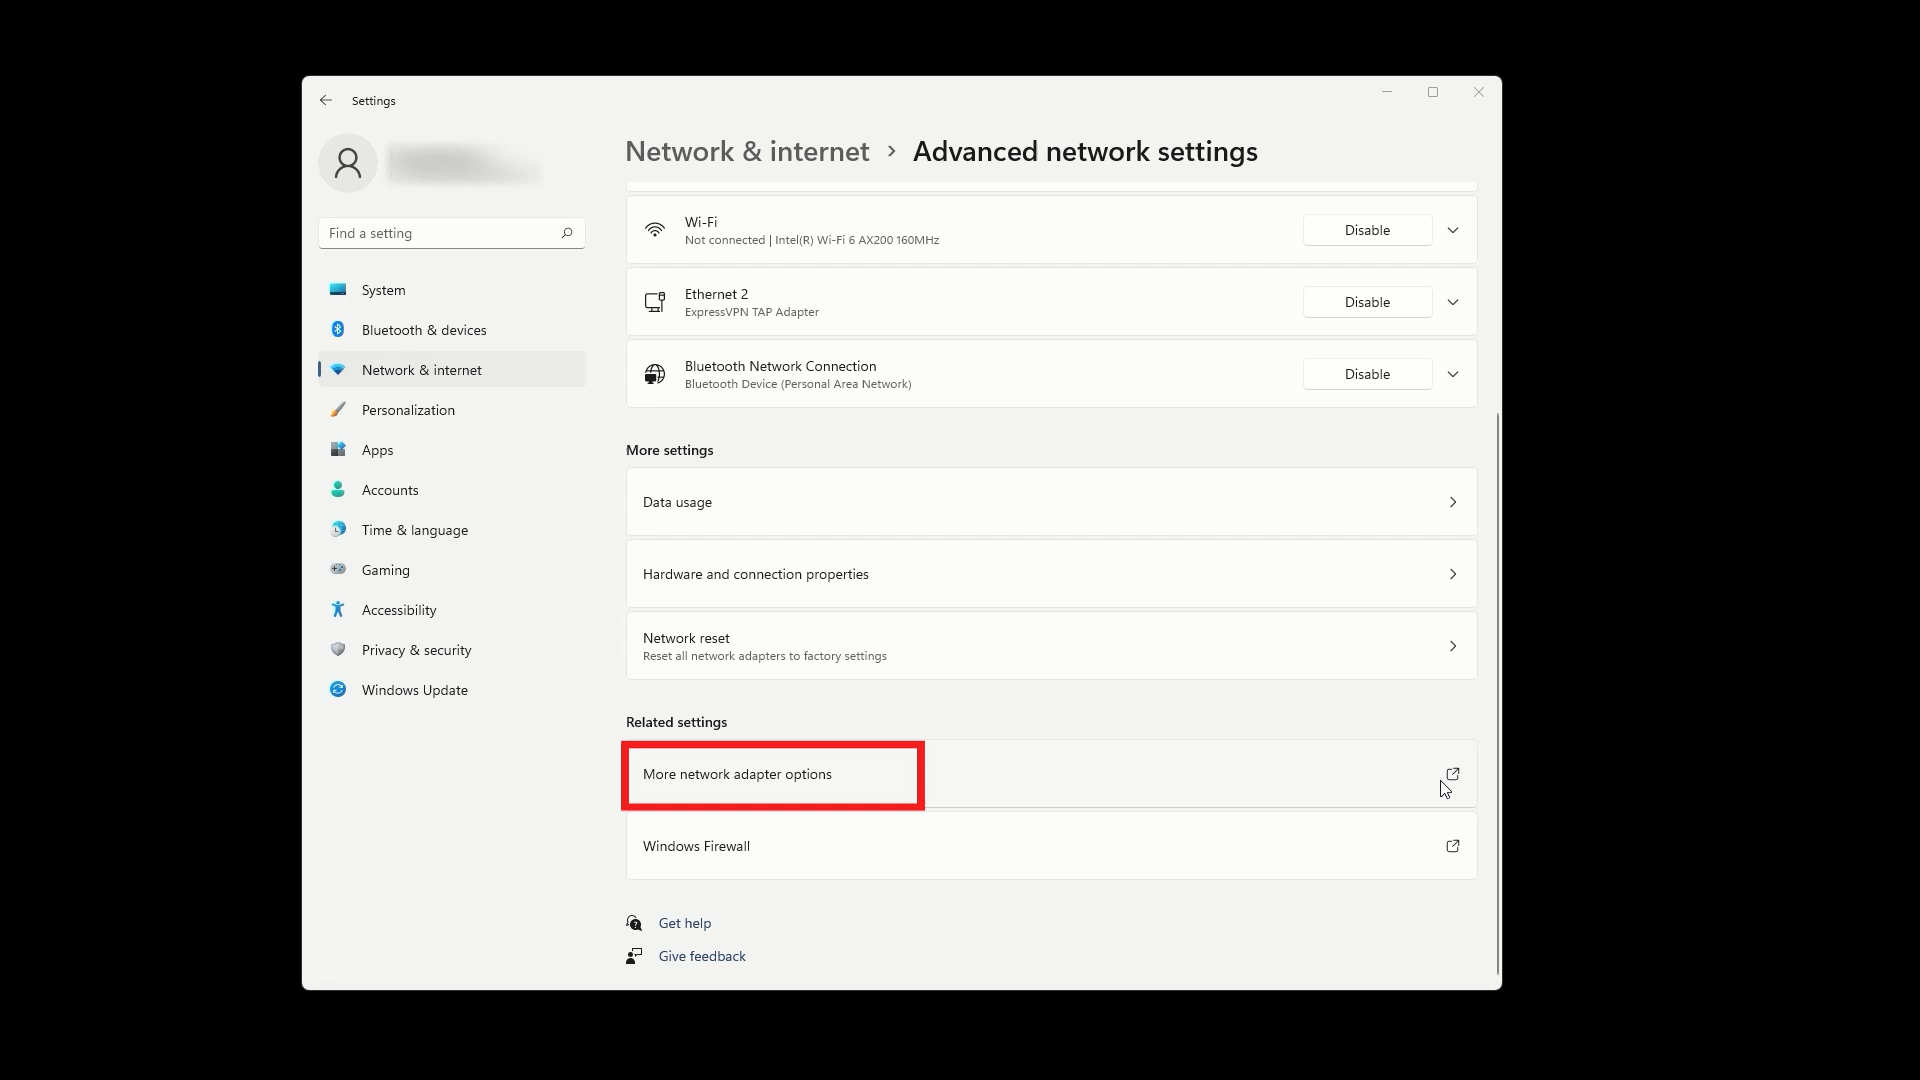 Settings
Find a setting
System
Bluetooth & devices
Network & internet
Personalization
Apps
Accounts
Time & language
Gaming
Accessibility
Privacy & security
Windows Update
Network & internet > Advanced network settings
Wi-Fi
Not connected | Intel(R) Wi-Fi 6 AX200 160MHz
Disable
Ethernet 2
ExpressVPN TAP Adapter
Disable
Bluetooth Network Connection
Bluetooth Device (Personal Area Network)
Disable
More settings
Data usage
Hardware and connection properties
Network reset
Reset all network adapters to factory settings
Related settings
More network adapter options
Windows Firewall
Get help
Give feedback